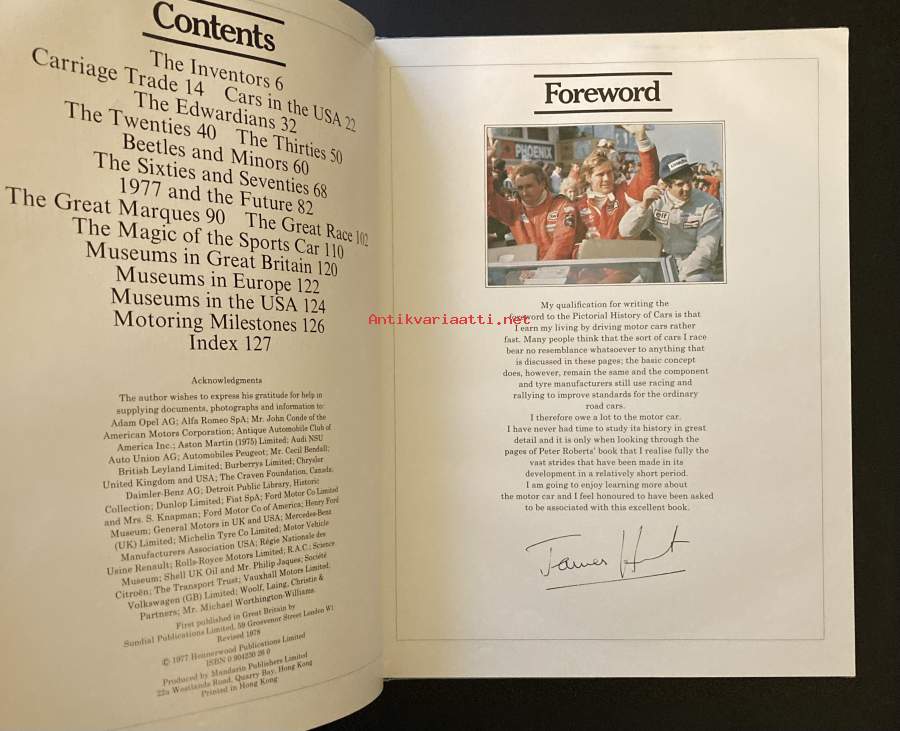 Contents
The Inventors 6
Carriage Trade 14 Cars in the USA 22
The Edwardians 32
The Twenties 40 The Thirties 50
Beetles and Minors 60
The Sixties and Seventies 68
1977 and the Future 82
The Great Marques 90 The Great Race 102
The Magic of the Sports Car 110
Museums in Great Britain 120
Museums in Europe 122
Museums in the USA 124
Motoring Milestones 126
Index 127
Acknowledgments
The author wishes to express his gratitude for help in
supplying documents, photographs and information to:
Adam Opel AG; Alfa Romeo SpA; Mr. John Conde of the
American Motors Corporation; Antique Automobile Club of
America Inc.; Aston Martin (1975) Limited; Audi NSU
Auto Union AG; Automobiles Peugeot; Mr. Cecil Bendall;
British Leyland Limited; Burberrys Limited; Chrysler
United Kingdom and USA; The Craven Foundation, Canada;
Daimler-Benz AG; Detroit Public Library, Historic
Collection; Dunlop Limited; Fiat SpA; Ford Motor Co Limited
and Mrs. S. Knapman; Ford Motor Co of America; Henry Ford
Museum; General Motors in UK and USA; Mercedes-Benz
(UK) Limited; Michelin Tyre Co Limited; Motor Vehicle
Manufacturers Association USA; Régie Nationale des
Usine Renault; Rolls-Royce Motors Limited; R.A.C.; Science
Museum; Shell UK Oil and Mr. Philip Jaques; Société
Citroën; The Transport Trust; Vauxhall Motors Limited;
Volkswagen (GB) Limited; Woolf, Laing, Christie &
Partners; Mr. Michael Worthington-Williams.
First published in Great Britain by
Sundial Publications Limited, 59 Grosvenor Street London W1
Revised 1978
© 1977 Hennerwood Publications Limited
ISBN 0 904230 26 0
Produced by Mandarin Publishers Limited
22a Westlands Road, Quarry Bay, Hong Kong
Printed in Hong Kong
Foreword
PHOENIX
elf
My qualification for writing the
foreword to the Pictorial History of Cars is that
I earn my living by driving motor cars rather
fast. Many people think that the sort of cars I race
bear no resemblance whatsoever to anything that
is discussed in these pages; the basic concept
does, however, remain the same and the component
and tyre manufacturers still use racing and
rallying to improve standards for the ordinary
road cars.
I therefore owe a lot to the motor car.
I have never had time to study its history in great
detail and it is only when looking through the
pages of Peter Roberts' book that I realise fully the
vast strides that have been made in its
development in a relatively short period.
I am going to enjoy learning more about
the motor car and I feel honoured to have been asked
to be associated with this excellent book.
James Hunt
Antikvariaatti.net